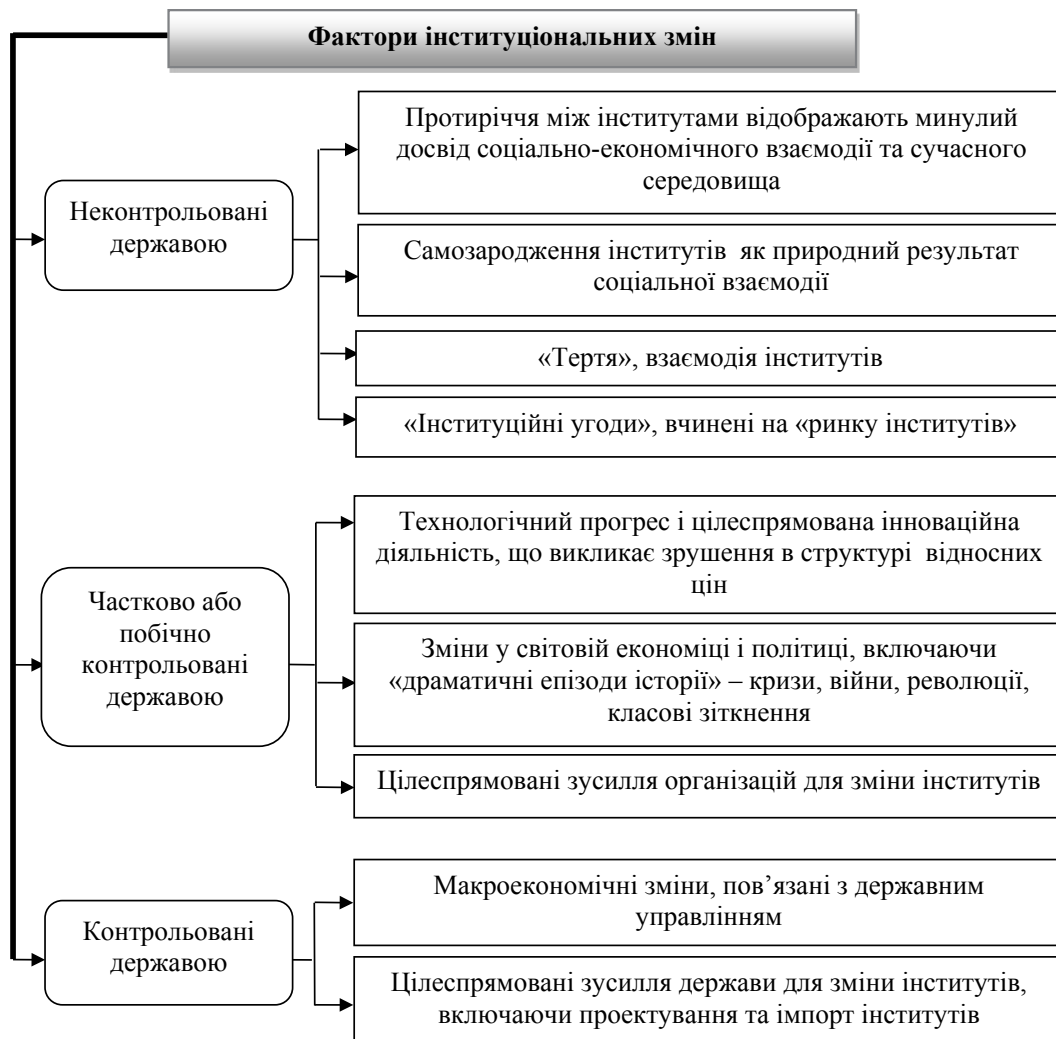 Фактори інституціональних змін
Неконтрольовані
державою
Протиріччя між інститутами відображають минулий
досвід соціально-економічного взаємодії та сучасного
середовища
Самозародження інститутів як природний результат
соціальної взаємодії
«Тертя», взаємодія інститутів
«Інституційні угоди», вчинені на «ринку інститутів»
Частково або
побічно
контрольовані
державою
Технологічний прогрес і цілеспрямована інноваційна
діяльність, що викликає зрушення в структурі відносних
цін
Зміни у світовій економіці і політиці, включаючи
«драматичні епізоди історії» – кризи, війни, революції,
класові зіткнення
Цілеспрямовані зусилля організацій для зміни інститутів
Контрольовані
державою
Макроекономічні зміни, пов’язані з державним
управлінням
Цілеспрямовані зусилля держави для зміни інститутів,
включаючи проектування та імпорт інститутів